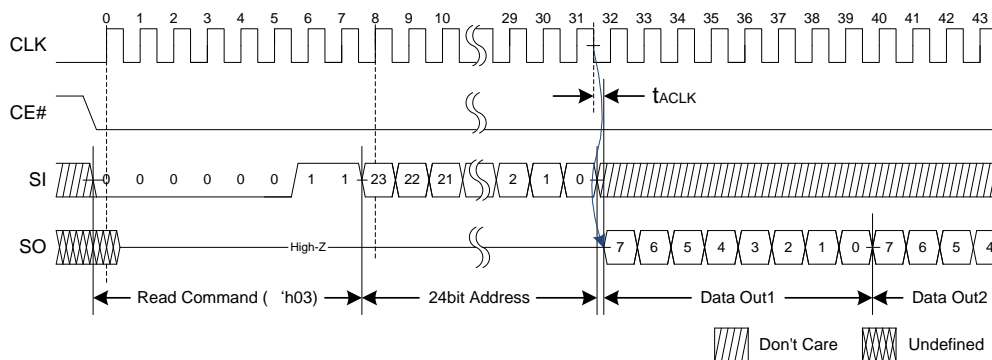 0 1 2 3 4 5 6 7 8 9 10 29 30 31 32 33 34 35 36 37 38 39 40 41 42 43
CLK
CE#
tACLK
SI 0 0 0 0 0 0 1 1 23 22 21 2 1 0
SO High-Z 7 6 5 4 3 2 1 0 7 6 5 4
Read Command ( 'h03) 24bit Address Data Out1 Data Out2
Don't Care Undefined